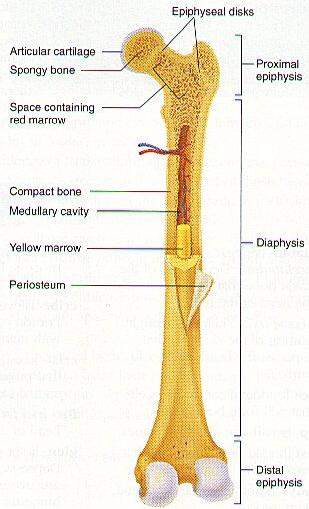 Epiphyseal disks
Articular cartilage
Spongy bone
Proximal
epiphysis
Space containing
red marrow
Compact bone
Medullary cavity
Diaphysis
Yellow marrow
Periosteum
Distal
epiphysis